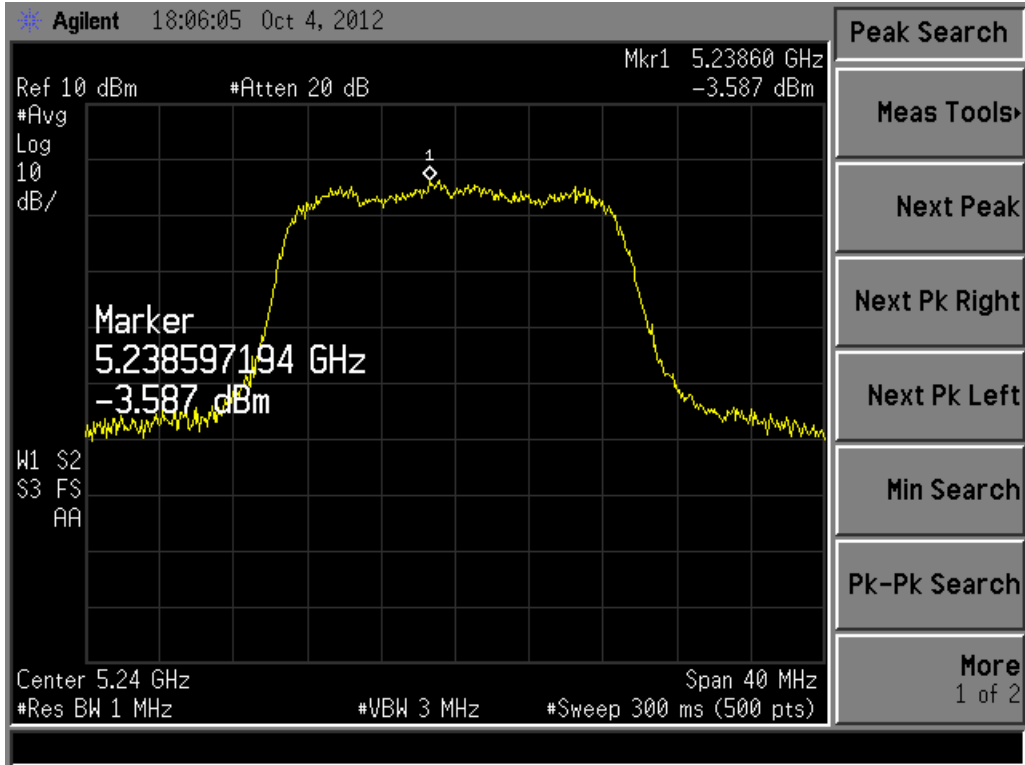 Agilent 18:06:05 Oct 4, 2012
Peak Search
Mkr1 5.23860 GHz
Ref 10 dBm #Atten 20 dB -3.587 dBm
#Avg
Log
10
dB/
1
Marker
5.238597194 GHz
-3.587 dBm
W1 S2
S3 FS
AA
Center 5.24 GHz Span 40 MHz
#Res BW 1 MHz #VBW 3 MHz #Sweep 300 ms (500 pts)
Meas Tools
Next Peak
Next Pk Right
Next Pk Left
Min Search
Pk-Pk Search
More
1 of 2